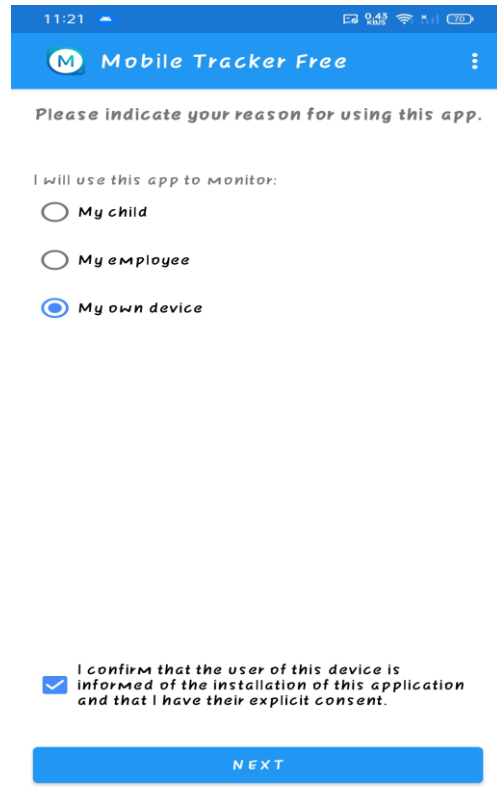 11:21 0.43 KB/S 70
M Mobile Tracker Free
Please indicate your reason for using this app.
I will use this app to monitor:
My child
My employee
My own device
I confirm that the user of this device is
informed of the installation of this application
and that I have their explicit consent.
NEXT